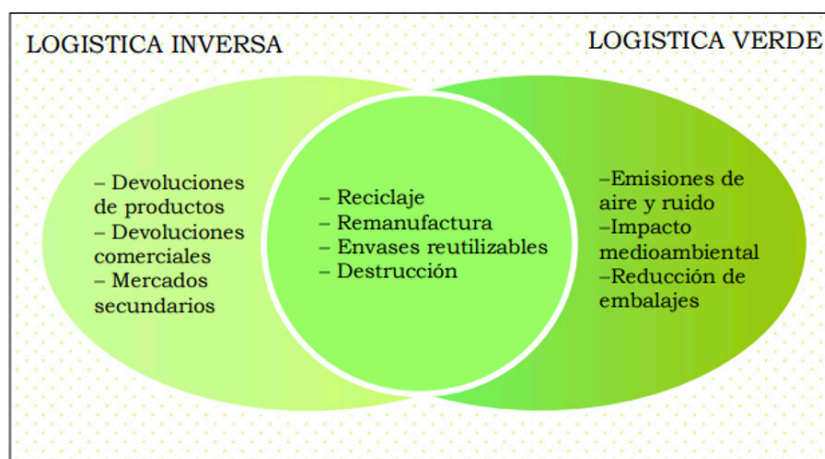 LOGISTICA INVERSA
LOGISTICA VERDE
– Devoluciones
de productos
– Devoluciones
comerciales
– Mercados
secundarios
– Reciclaje
– Remanufactura
– Envases reutilizables
– Destrucción
–Emisiones de
aire y ruido
–Impacto
medioambiental
–Reducción de
embalajes